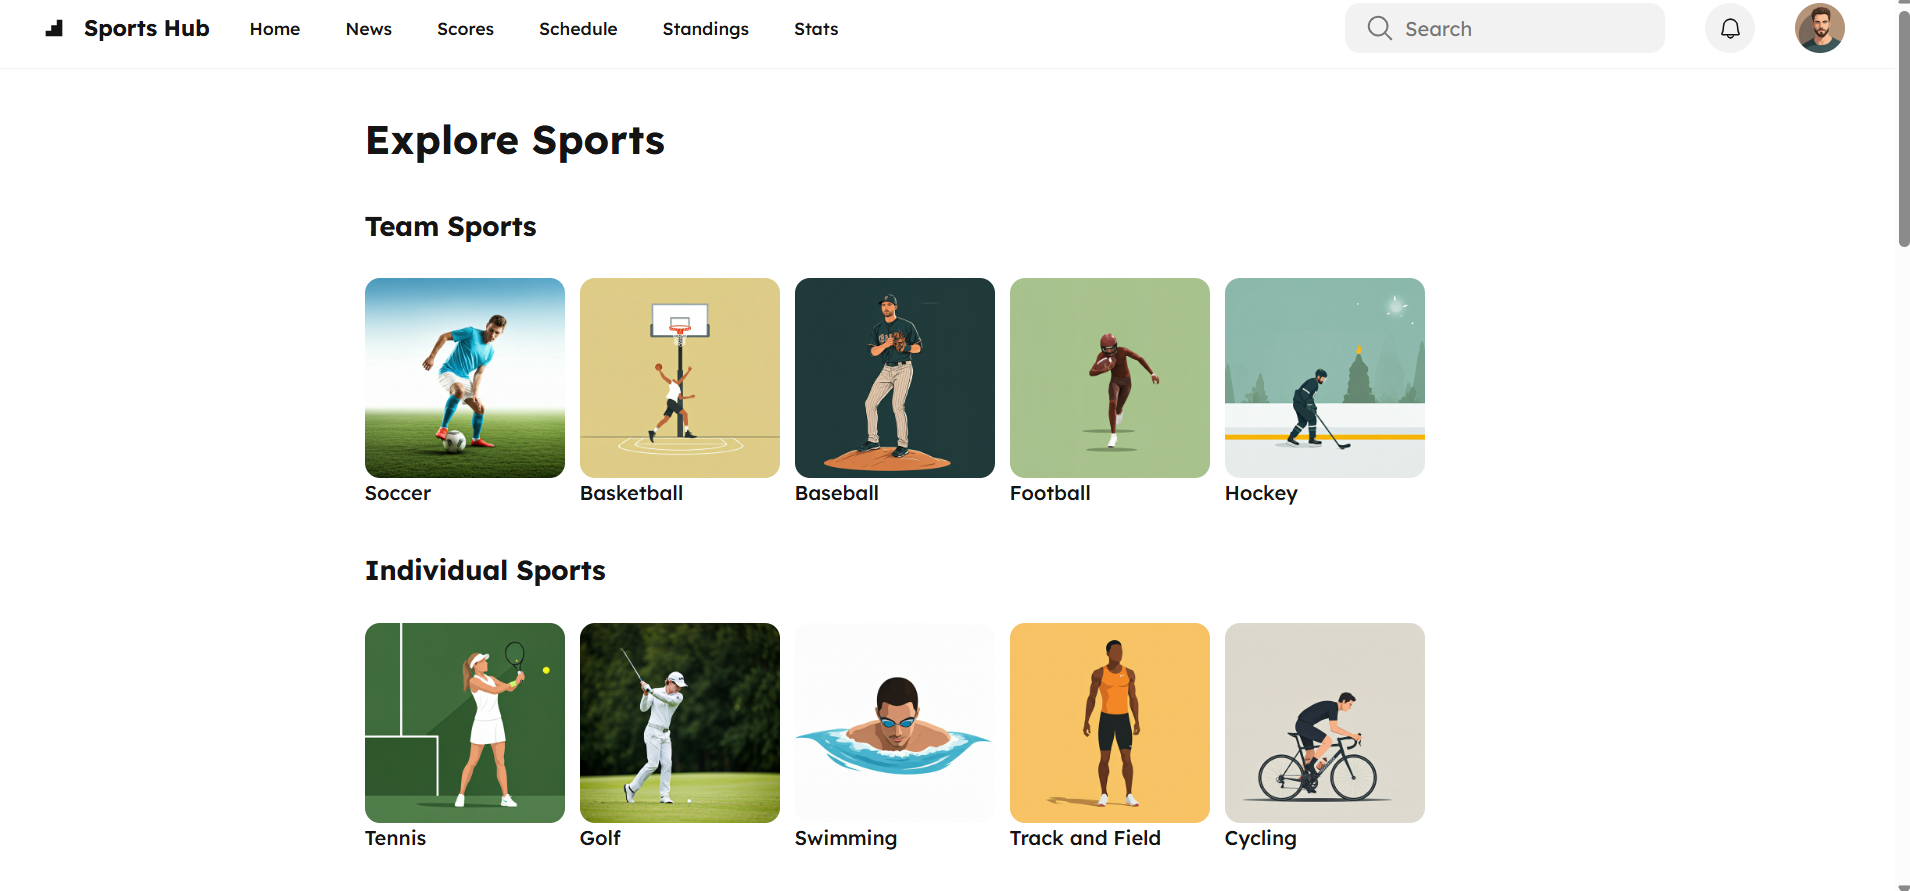 Sports Hub Home News Scores Schedule Standings Stats Search
Explore Sports
Team Sports
Soccer Basketball Baseball Football Hockey
Individual Sports
Tennis Golf Swimming Track and Field Cycling